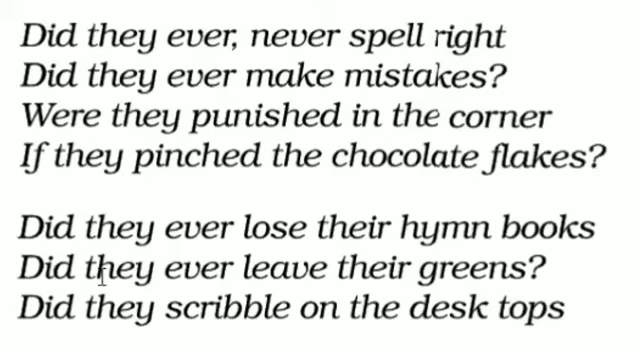 Did they ever, never spell right
Did they ever make mistakes?
Were they punished in the corner
If they pinched the chocolate flakes?
Did they ever lose their hymn books
Did they ever leave their greens?
Did they scribble on the desk tops